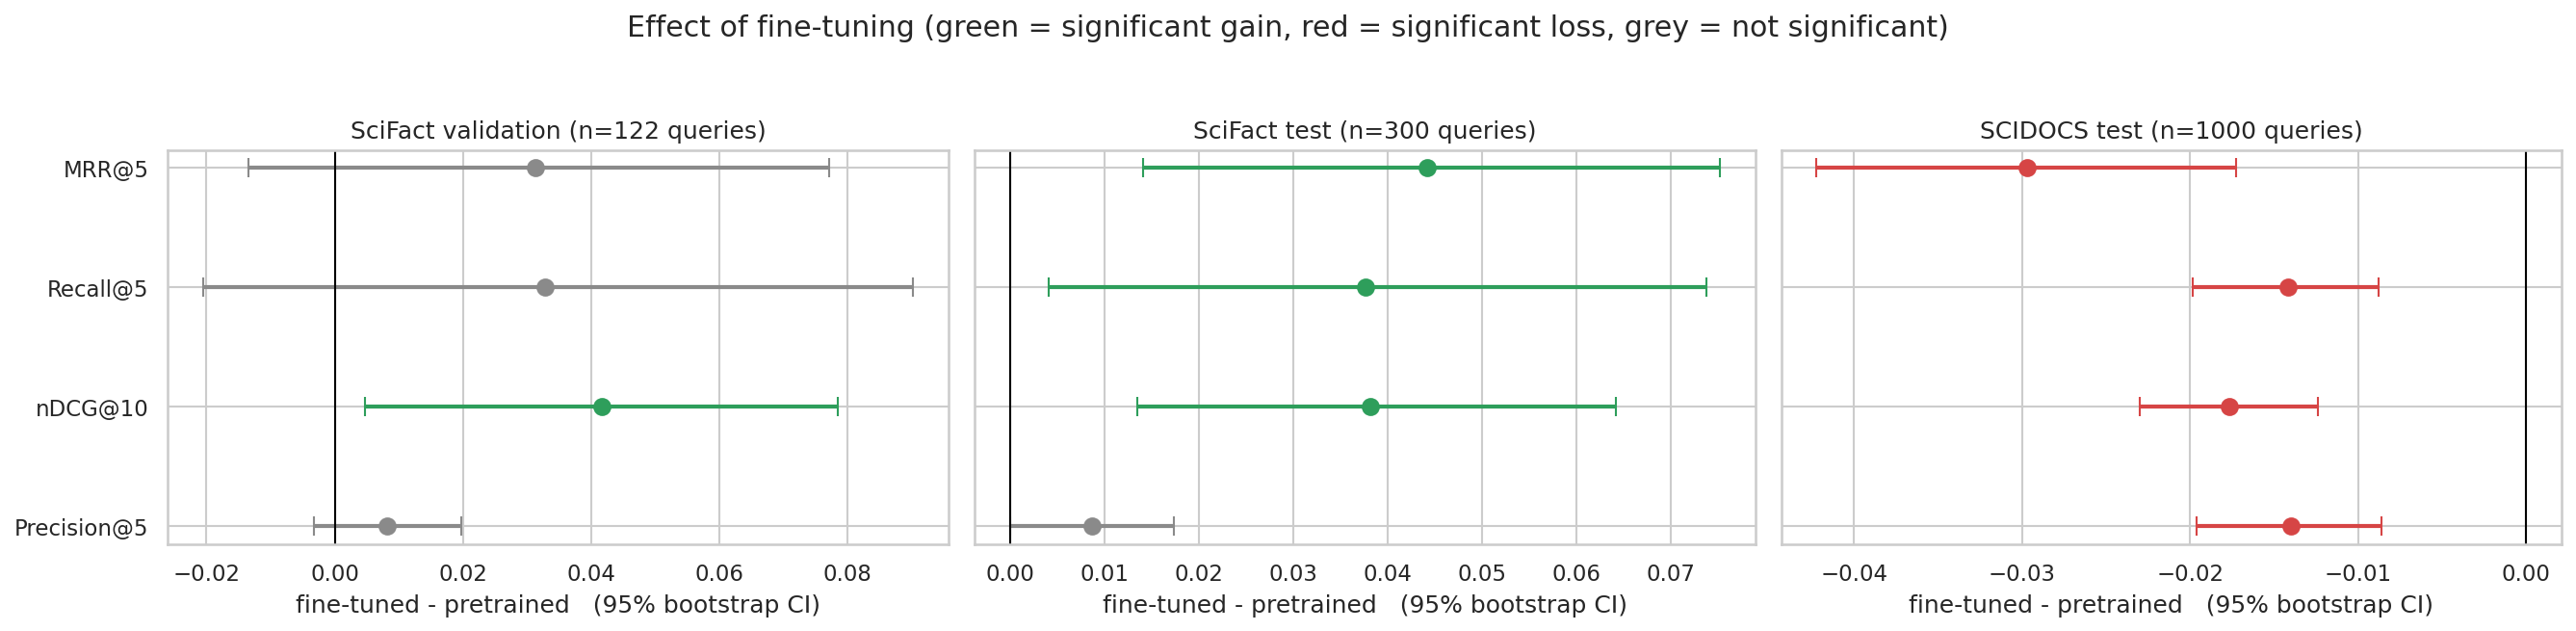 Effect of fine-tuning (green = significant gain, red = significant loss, grey = not significant)
SciFact validation (n=122 queries)
SciFact test (n=300 queries)
SCIDOCS test (n=1000 queries)
MRR@5
Recall@5
nDCG@10
Precision@5
−0.02 0.00 0.02 0.04 0.06 0.08
0.00 0.01 0.02 0.03 0.04 0.05 0.06 0.07
−0.04 −0.03 −0.02 −0.01 0.00
fine-tuned - pretrained (95% bootstrap CI)
fine-tuned - pretrained (95% bootstrap CI)
fine-tuned - pretrained (95% bootstrap CI)